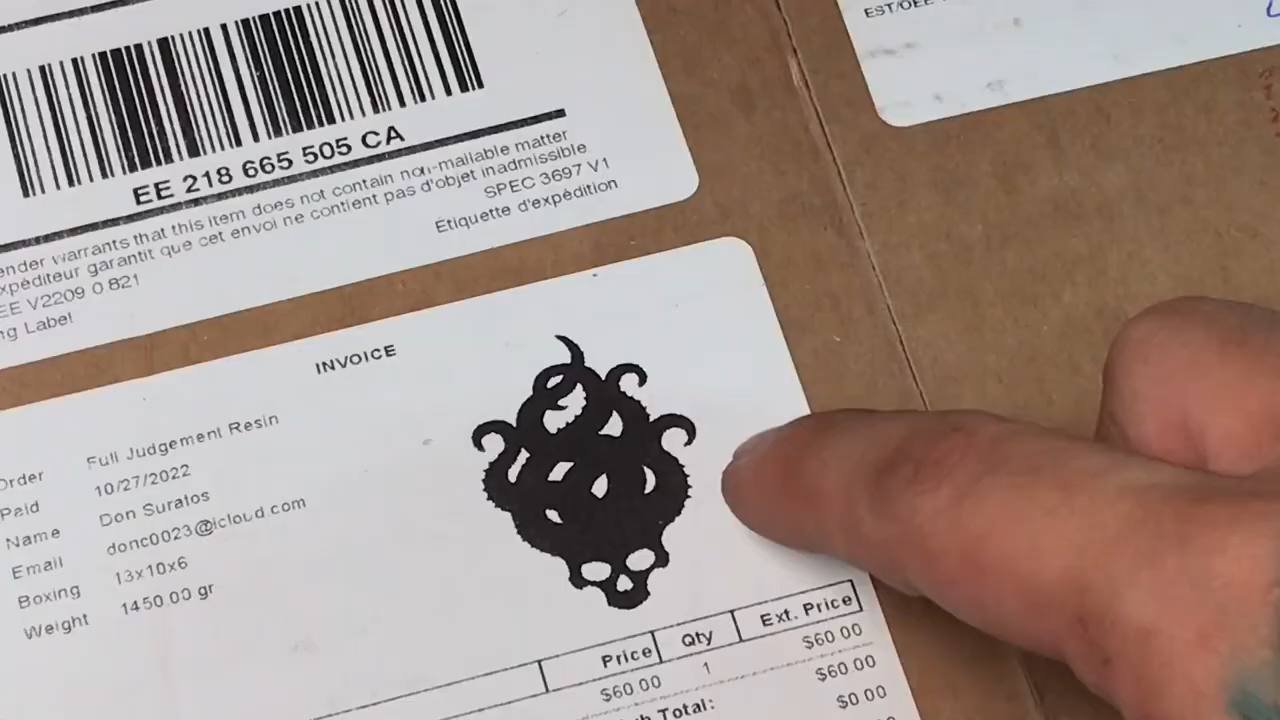 EST/OEE
EE 218 665 505 CA
ender warrants that this item does not contain non-mailable matter
xpéditeur garantit que cet envoi ne contient pas d'objet inadmissible
SPEC 3697 V1
EE V2209 0.821
Étiquette d'expédition
ng Label
INVOICE
Order Full Judgement Resin
Paid 10/27/2022
Name Don Suratos
Email donc0023@icloud.com
Boxing 13x10x6
Weight 1450.00 gr
Price Qty Ext. Price
$60.00 1 $60.00
Total: $60.00
$0.00